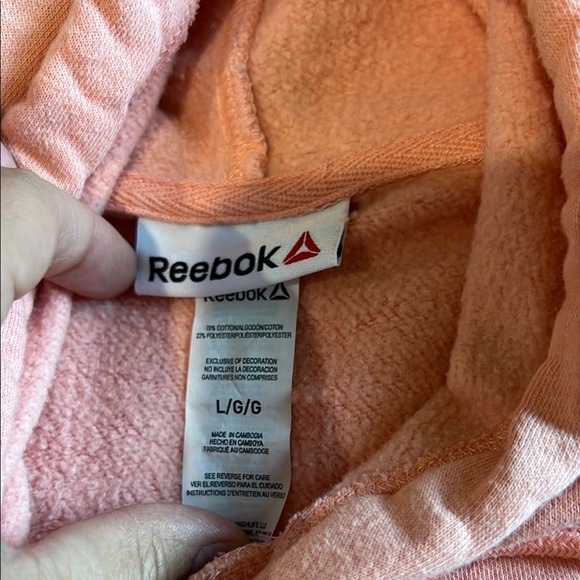 Reebok
Reebok
78% COTTON/ALGODÓN/COTON
22% POLYESTER/POLIÉSTER/POLYESTER
EXCLUSIVE OF DECORATION
NO INCLUYE LA DECORACIÓN
GARNITURES NON COMPRISES
L/G/G
MADE IN CAMBODIA
HECHO EN CAMBOYA
FABRIQUÉ AU CAMBODGE
SEE REVERSE FOR CARE
VER EL REVERSO PARA EL CUIDADO
INSTRUCTIONS D'ENTRETIEN AU VERSO
HIGHLIFE LLC